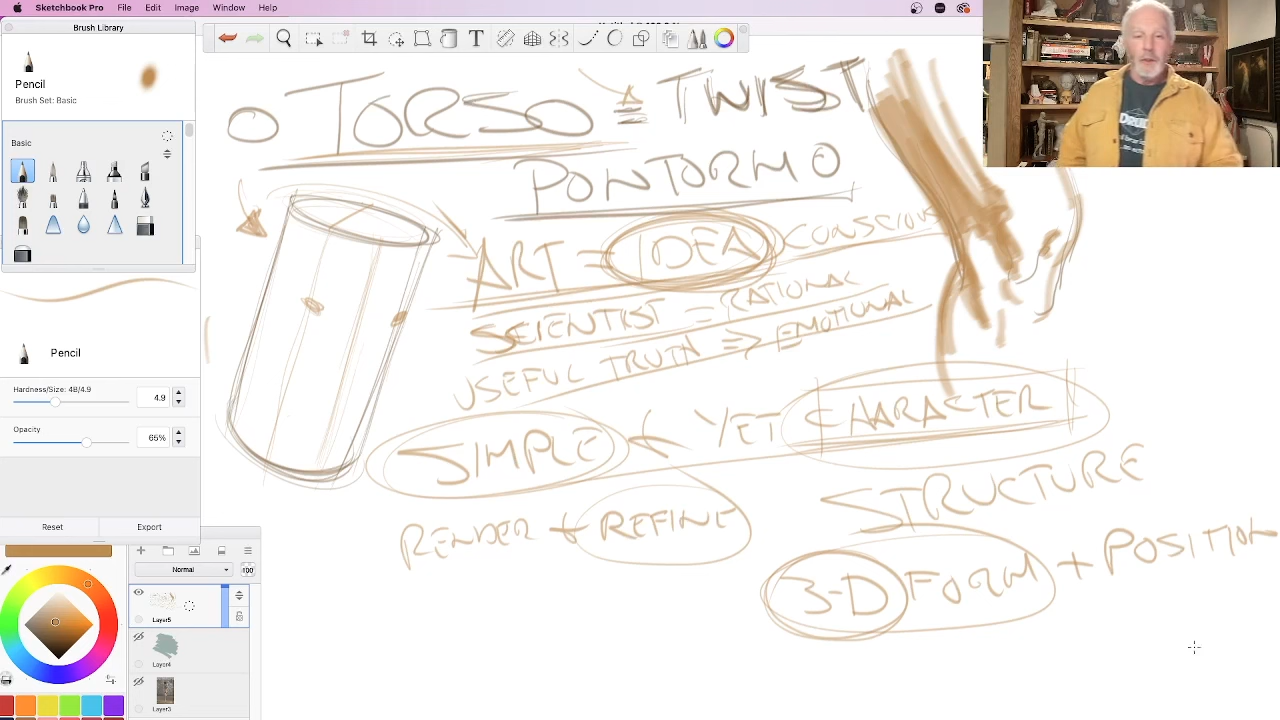 Sketchbook Pro File Edit Image Window Help
Brush Library
Pencil
Brush Set: Basic
Basic
Pencil
Hardness/Size: 4B/4.9
4.9
Opacity
65%
Reset Export
Normal
100
Layer5
Layer4
Layer3
TORSO = TWIST
PONTORMO
ART = IDEA CONSCIOUS
SCIENTIST = RATIONAL
USEFUL TRUTH => EMOTIONAL
SIMPLE & YET CHARACTER
STRUCTURE
RENDER + REFINE
3-D FORM + POSITION